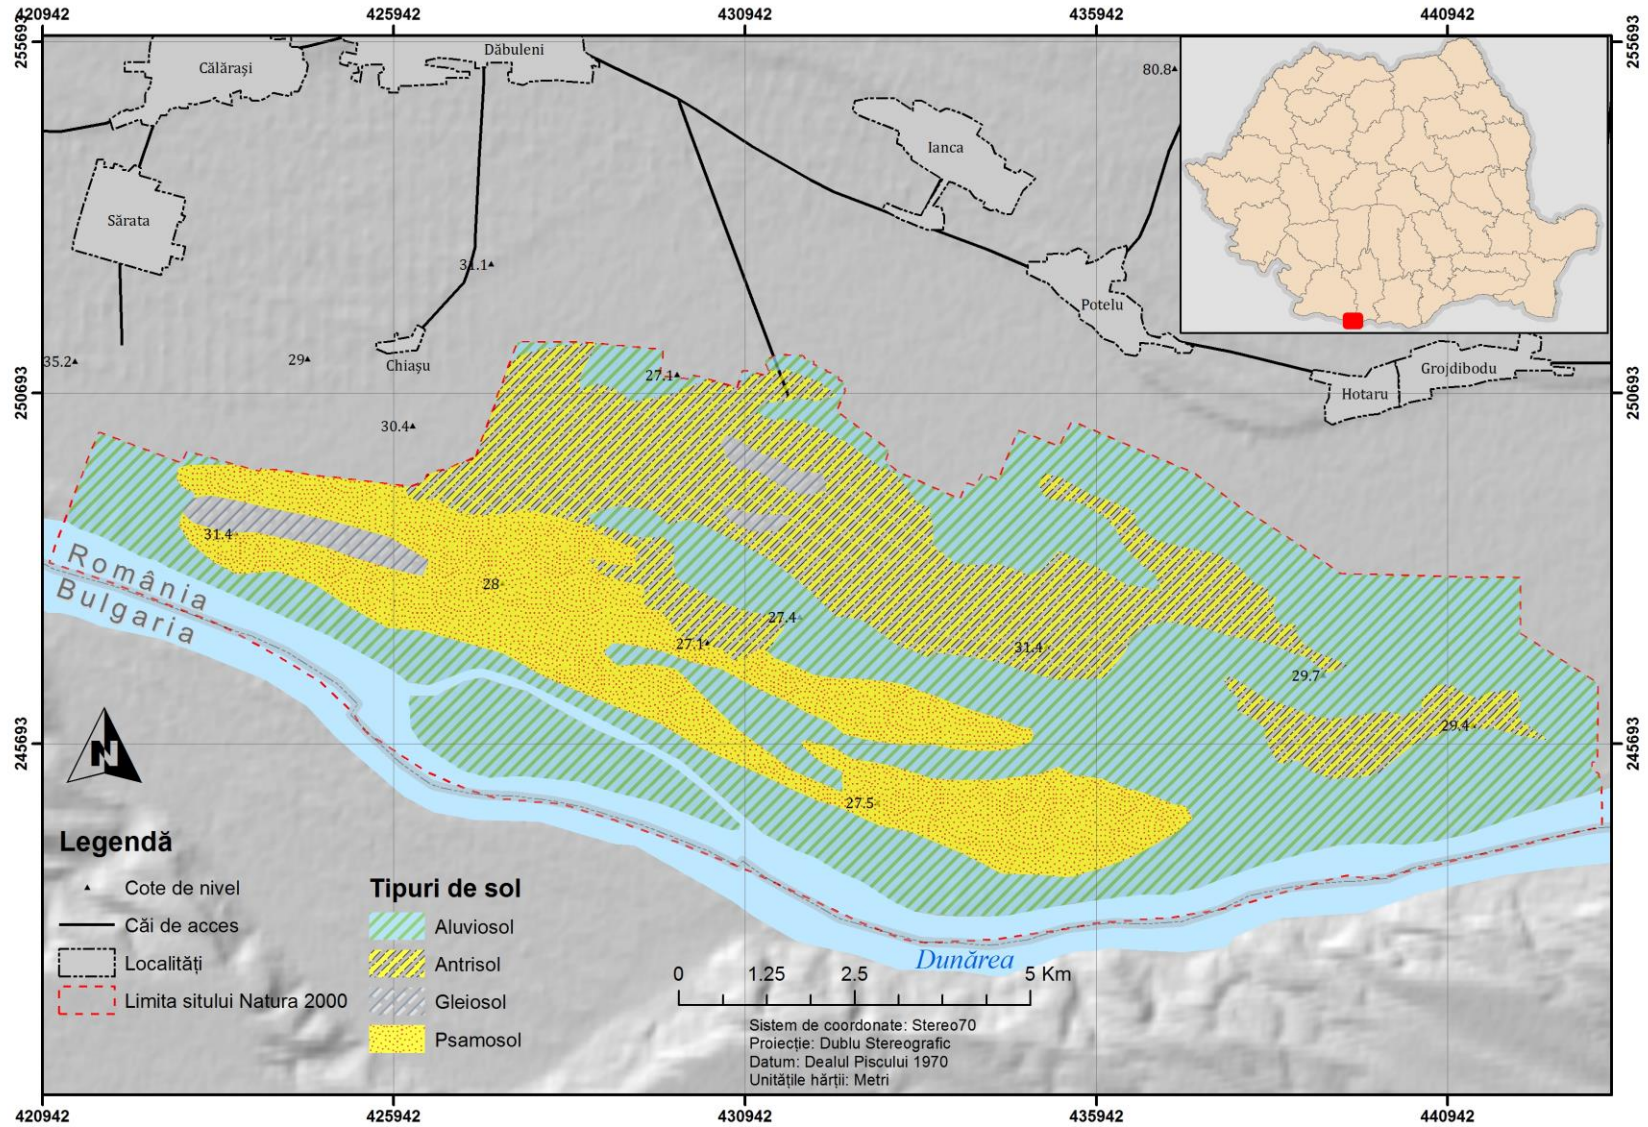 420942
425942
430942
435942
440942
255693
255693
Dăbuleni
Călărași
80.8
Ianca
Sărata
31.1
Potelu
35.2
29
Chiașu
27.1
Grojdibodu
Hotaru
250693
250693
30.4
31.4
România
Bulgaria
28
27.4
27.1
31.4
29.7
29.4
245693
245693
N
27.5
Dunărea
Legendă
Cote de nivel
Căi de acces
Localități
Limita sitului Natura 2000
Tipuri de sol
Aluviosol
Antrisol
Gleiosol
Psamosol
0 1.25 2.5 5 Km
Sistem de coordonate: Stereo70
Proiecție: Dublu Stereografic
Datum: Dealul Piscului 1970
Unitățile hărții: Metri
420942
425942
430942
435942
440942